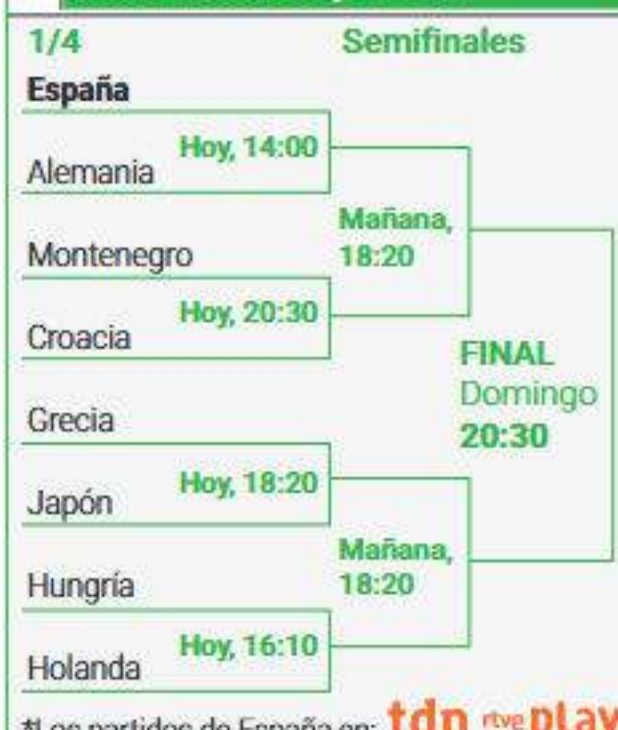 1/4
Semifinales
España
Hoy, 14:00
Alemania
Mañana,
18:20
Montenegro
Hoy, 20:30
Croacia
FINAL
Domingo
20:30
Grecia
Hoy, 18:20
Japón
Mañana,
18:20
Hungría
Hoy, 16:10
Holanda
*Los partidos de España en: tdp rtve play